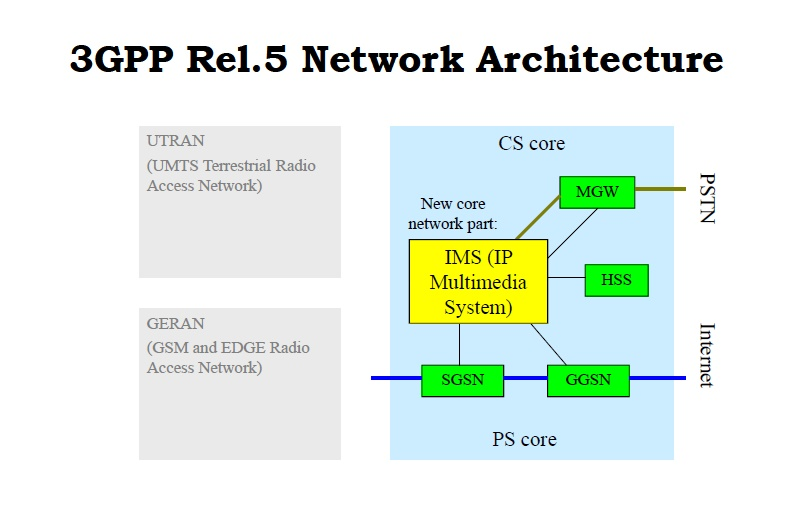 3GPP Rel.5 Network Architecture
UTRAN
(UMTS Terrestrial Radio
Access Network)
GERAN
(GSM and EDGE Radio
Access Network)
CS core
New core
network part:
IMS (IP
Multimedia
System)
MGW
HSS
SGSN
GGSN
PS core
PSTN
Internet